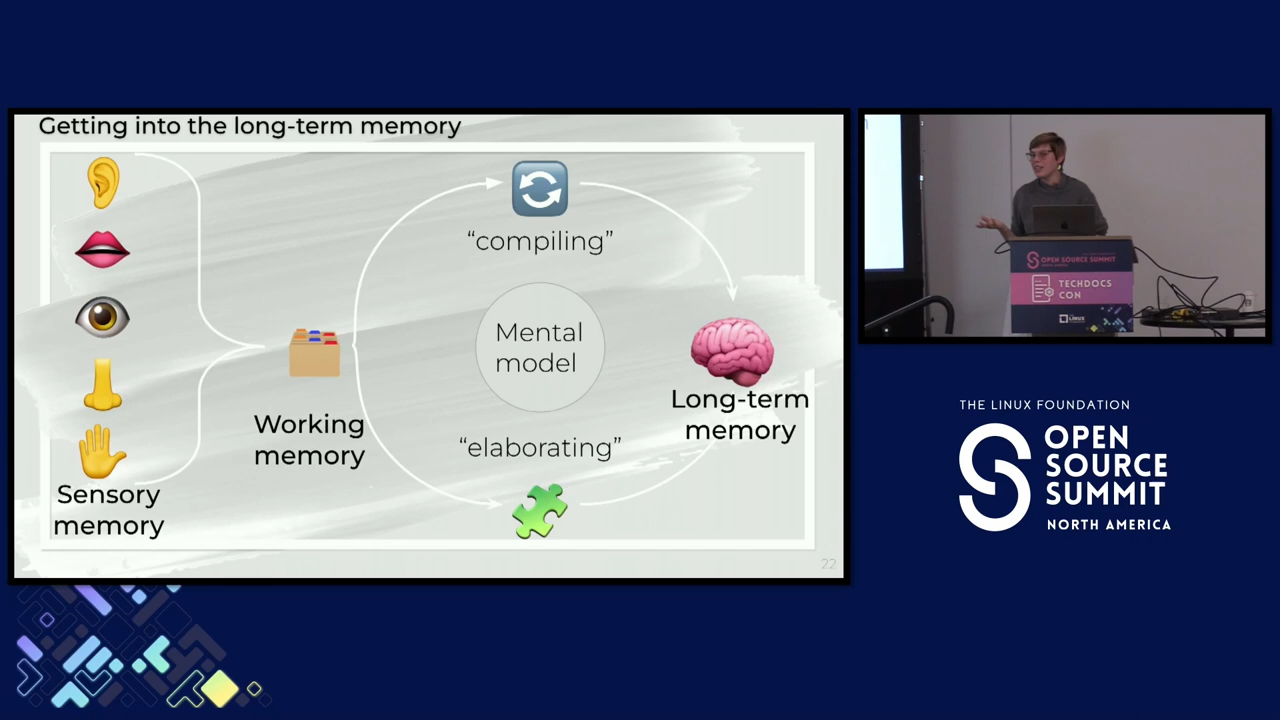 Getting into the long-term memory
“compiling”
Mental
model
Working
memory
“elaborating”
Long-term
memory
Sensory
memory
22
OPEN SOURCE SUMMIT
TECHDOCS
CON
THE LINUX FOUNDATION
OPEN
SOURCE
SUMMIT
NORTH AMERICA